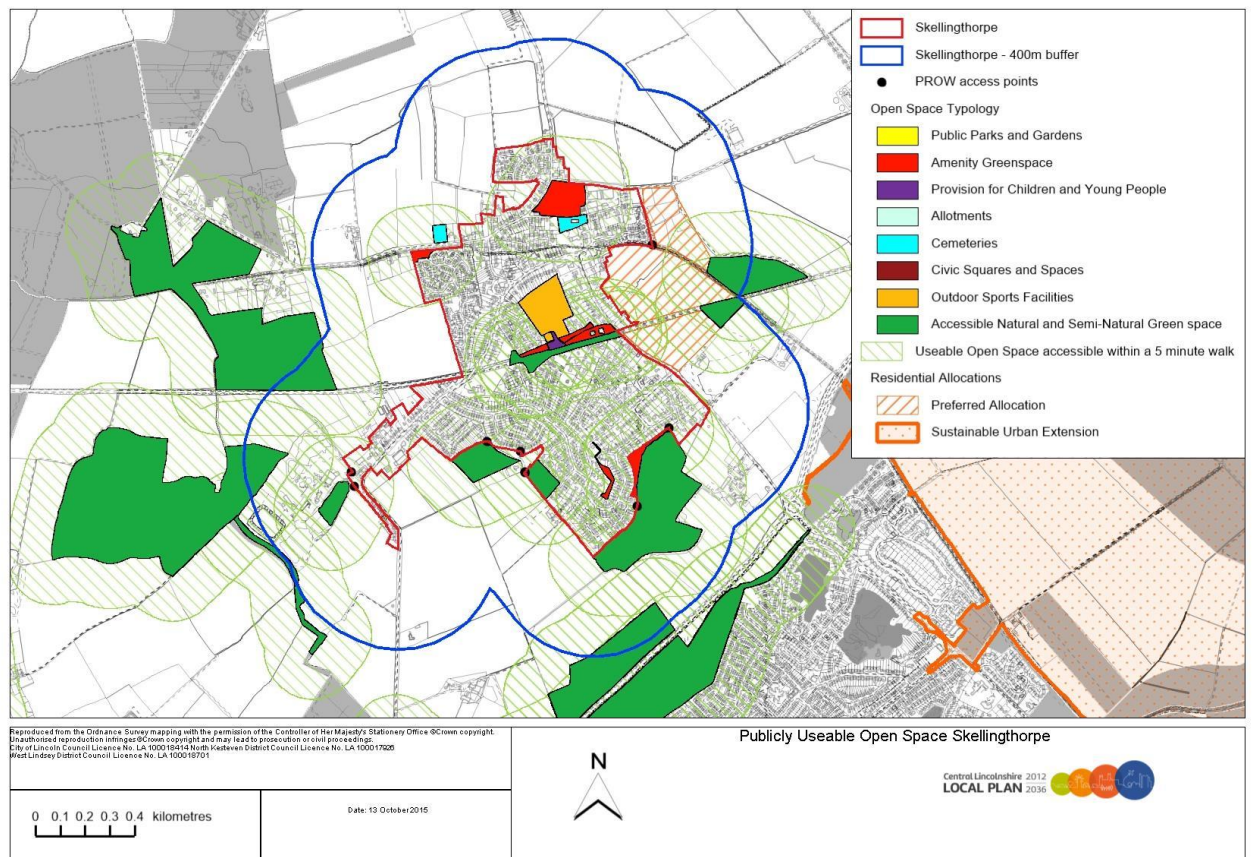 Skellingthorpe
Skellingthorpe - 400m buffer
PROW access points
Open Space Typology
Public Parks and Gardens
Amenity Greenspace
Provision for Children and Young People
Allotments
Cemeteries
Civic Squares and Spaces
Outdoor Sports Facilities
Accessible Natural and Semi-Natural Green space
Useable Open Space accessible within a 5 minute walk
Residential Allocations
Preferred Allocation
Sustainable Urban Extension
Reproduced from the Ordnance Survey mapping with the permission of the Controller of Her Majesty's Stationery Office ©Crown copyright.
Unauthorised reproduction infringes ©Crown copyright and may lead to prosecution or civil proceedings.
City of Lincoln Council Licence No. LA 100018414 North Kesteven District Council Licence No. LA 100017926
West Lindsey District Council Licence No. LA 100018701
0 0.1 0.2 0.3 0.4 kilometres
Date: 13 October2015
N
Publicly Useable Open Space Skellingthorpe
Central Lincolnshire 2012
LOCAL PLAN 2036